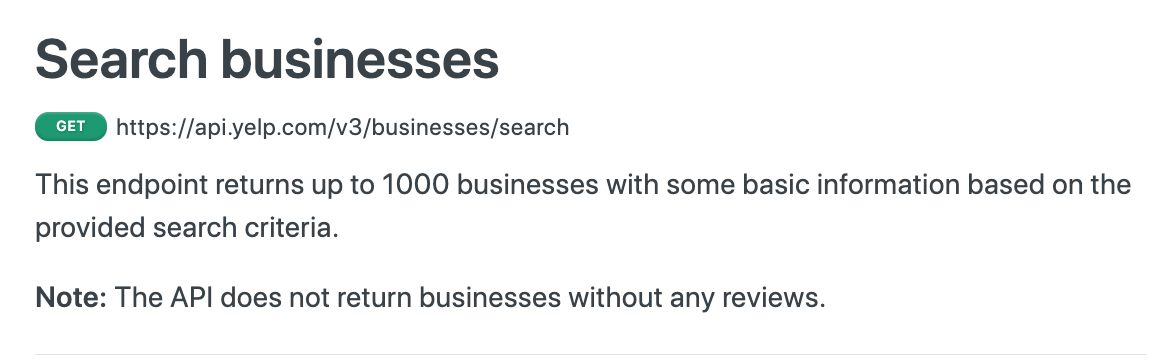 Search businesses
GET https://api.yelp.com/v3/businesses/search
This endpoint returns up to 1000 businesses with some basic information based on the
provided search criteria.
Note: The API does not return businesses without any reviews.